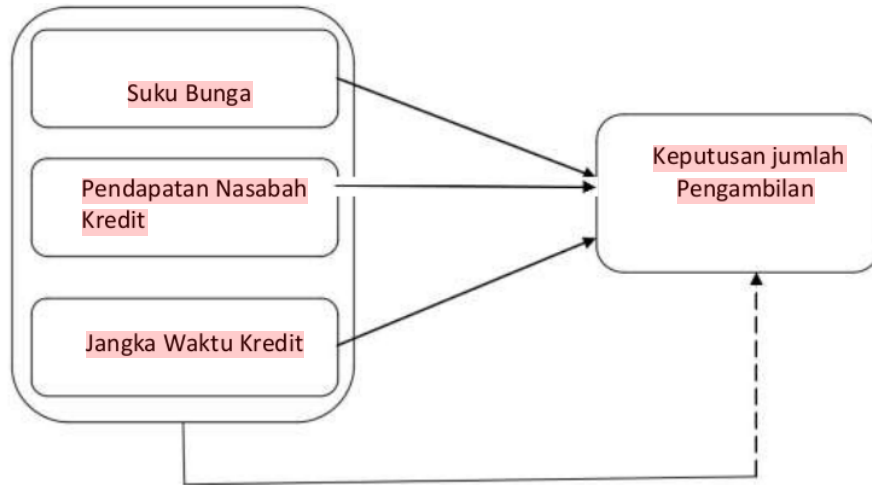 Suku Bunga
Pendapatan Nasabah
Kredit
Jangka Waktu Kredit
Keputusan jumlah
Pengambilan